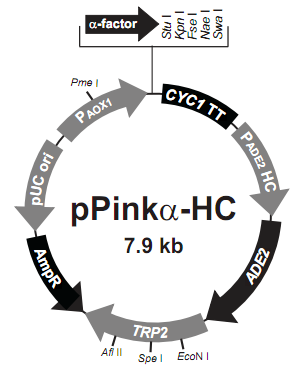 α-factor
Stu I
Kpn I
Fse I
Nae I
Swa I
Pme I
PAOX1
CYC1 TT
PADE2 HC
pUC ori
pPinkα-HC
7.9 kb
AmpR
ADE2
TRP2
Afl II
Spe I
EcoN I